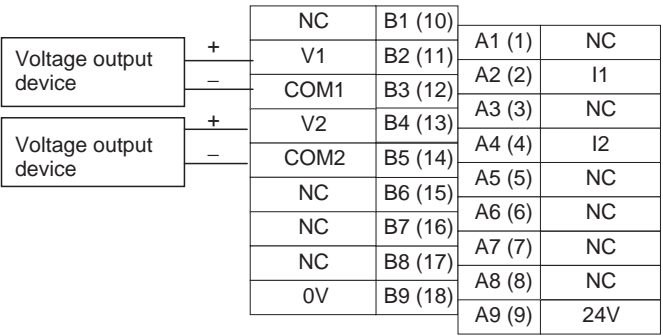 Voltage output
device
+
−
Voltage output
device
+
−
NC B1 (10)
V1 B2 (11)
COM1 B3 (12)
V2 B4 (13)
COM2 B5 (14)
NC B6 (15)
NC B7 (16)
NC B8 (17)
0V B9 (18)
A1 (1) NC
A2 (2) I1
A3 (3) NC
A4 (4) I2
A5 (5) NC
A6 (6) NC
A7 (7) NC
A8 (8) NC
A9 (9) 24V